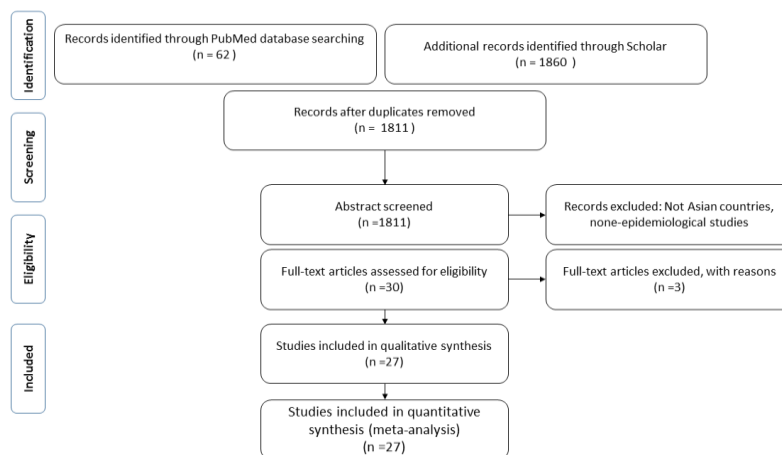 Identification
Records identified through PubMed database searching
(n = 62 )
Additional records identified through Scholar
(n = 1860 )
Records after duplicates removed
(n = 1811 )
Screening
Abstract screened
(n =1811)
Records excluded: Not Asian countries,
none-epidemiological studies
Eligibility
Full-text articles assessed for eligibility
(n =30)
Full-text articles excluded, with reasons
(n =3)
Included
Studies included in qualitative synthesis
(n =27)
Studies included in quantitative
synthesis (meta-analysis)
(n =27)